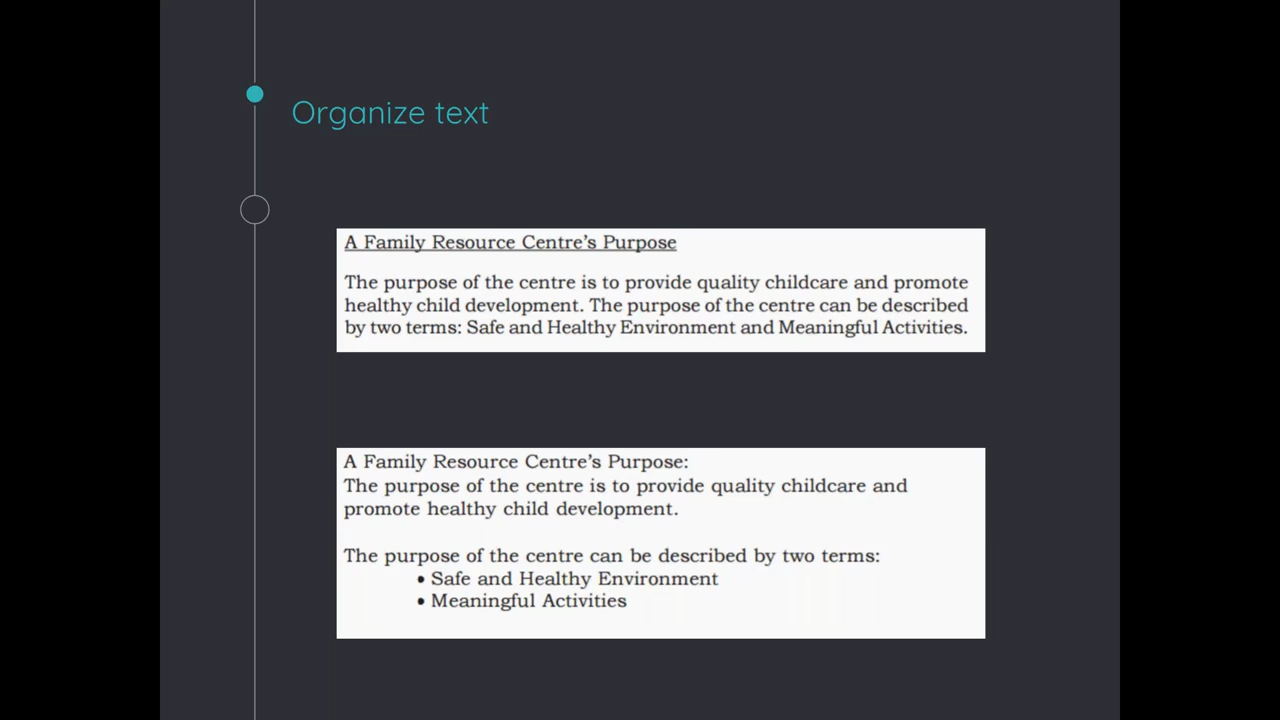 Organize text
A Family Resource Centre’s Purpose
The purpose of the centre is to provide quality childcare and promote
healthy child development. The purpose of the centre can be described
by two terms: Safe and Healthy Environment and Meaningful Activities.
A Family Resource Centre’s Purpose:
The purpose of the centre is to provide quality childcare and
promote healthy child development.
The purpose of the centre can be described by two terms:
• Safe and Healthy Environment
• Meaningful Activities